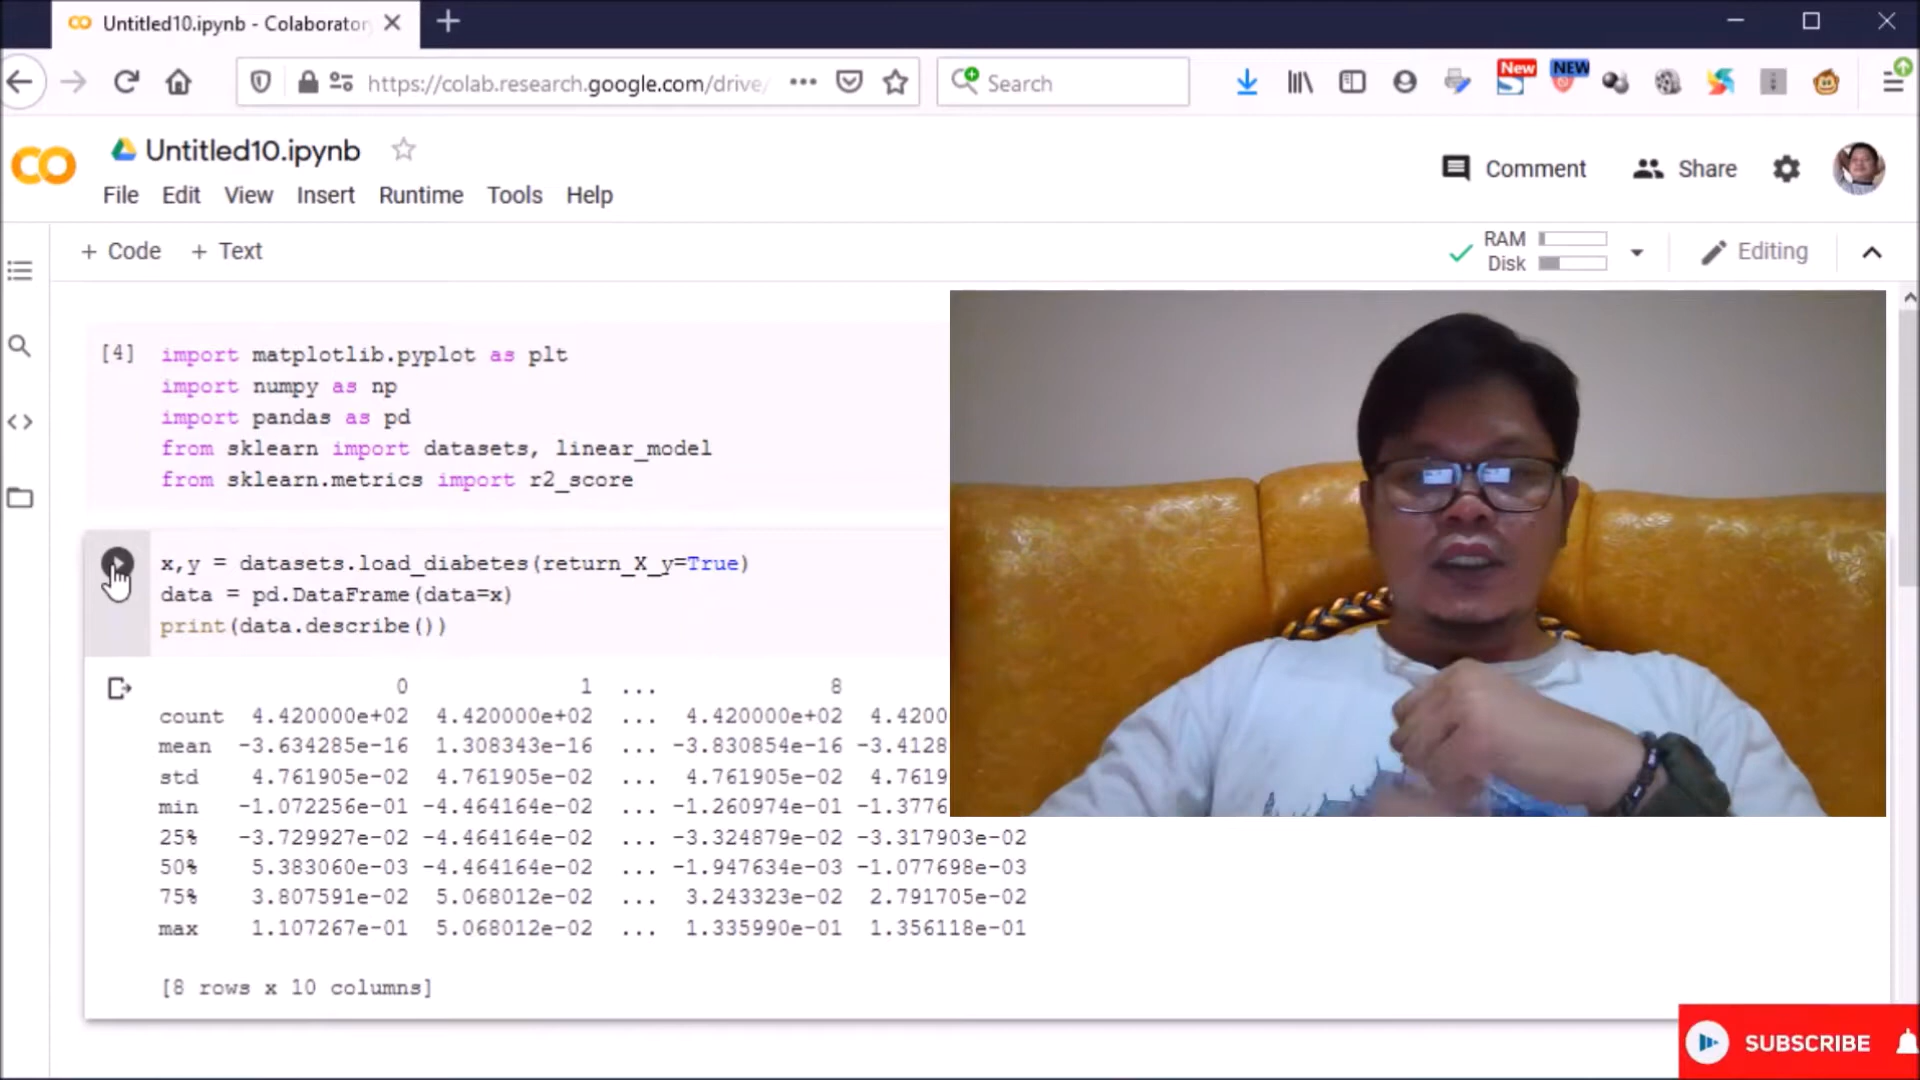 Untitled10.ipynb - Colaborator
https://colab.research.google.com/drive/
Search
New
NEW
Untitled10.ipynb
Comment
Share
File Edit View Insert Runtime Tools Help
+ Code + Text
RAM
Disk
Editing
[4] import matplotlib.pyplot as plt
import numpy as np
import pandas as pd
from sklearn import datasets, linear_model
from sklearn.metrics import r2_score
x,y = datasets.load_diabetes(return_X_y=True)
data = pd.DataFrame(data=x)
print(data.describe())
0 1 ... 8
count 4.420000e+02 4.420000e+02 ... 4.420000e+02 4.4200
mean -3.634285e-16 1.308343e-16 ... -3.830854e-16 -3.4128
std 4.761905e-02 4.761905e-02 ... 4.761905e-02 4.7619
min -1.072256e-01 -4.464164e-02 ... -1.260974e-01 -1.3776
25% -3.729927e-02 -4.464164e-02 ... -3.324879e-02 -3.317903e-02
50% 5.383060e-03 -4.464164e-02 ... -1.947634e-03 -1.077698e-03
75% 3.807591e-02 5.068012e-02 ... 3.243323e-02 2.791705e-02
max 1.107267e-01 5.068012e-02 ... 1.335990e-01 1.356118e-01
[8 rows x 10 columns]
SUBSCRIBE